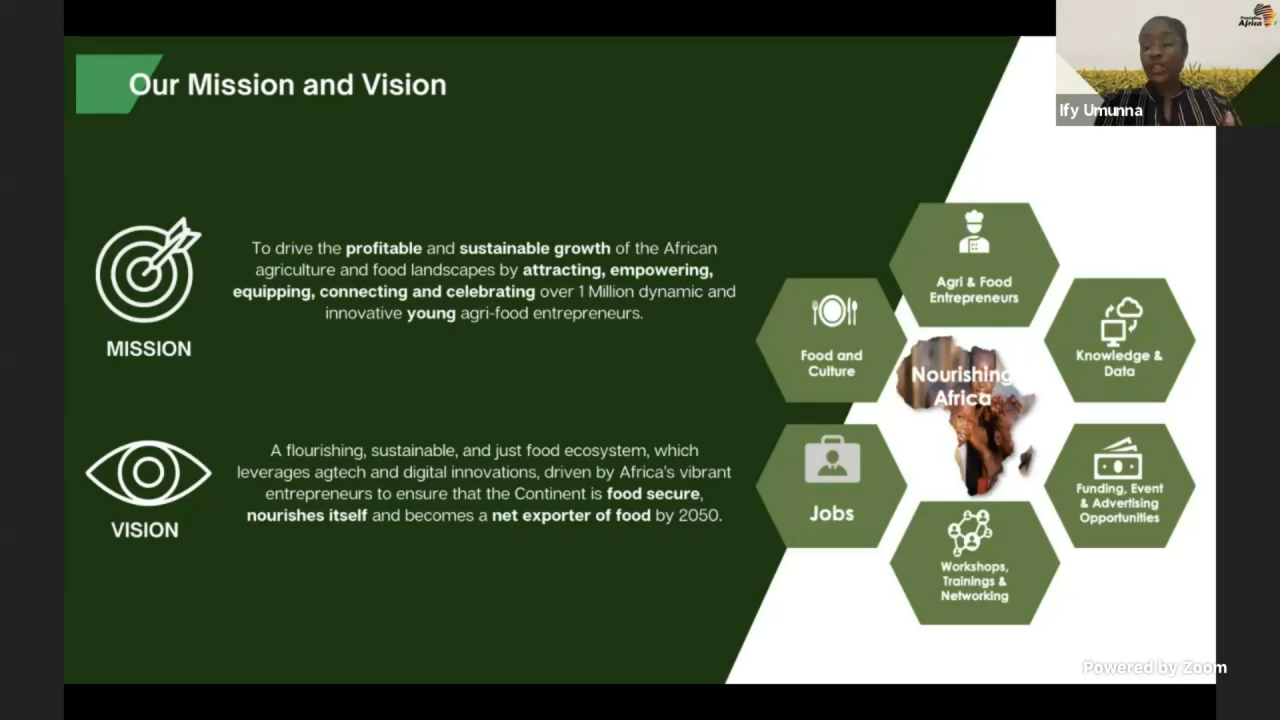 Our Mission and Vision
Nourishing
Africa
Ify Umunna
To drive the profitable and sustainable growth of the African
agriculture and food landscapes by attracting, empowering,
equipping, connecting and celebrating over 1 Million dynamic and
innovative young agri-food entrepreneurs.
MISSION
A flourishing, sustainable, and just food ecosystem, which
leverages agtech and digital innovations, driven by Africa's vibrant
entrepreneurs to ensure that the Continent is food secure,
nourishes itself and becomes a net exporter of food by 2050.
VISION
Agri & Food
Entrepreneurs
Food and
Culture
Knowledge &
Data
Nourishing
Africa
Jobs
Funding, Event
& Advertising
Opportunities
Workshops,
Trainings &
Networking
Powered by Zoom